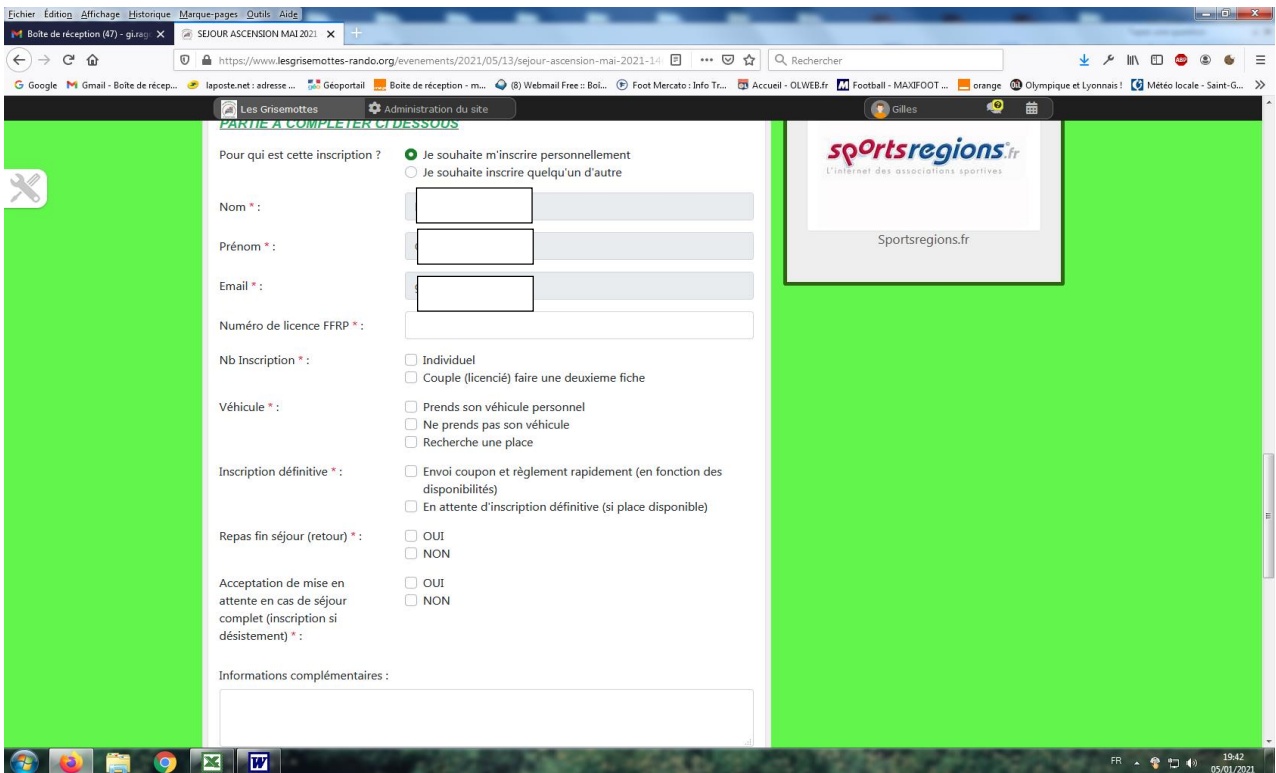 Fichier Édition Affichage Historique Marque-pages Outils Aide
Boîte de réception (47) - gi.rag
SEJOUR ASCENSION MAI 2021
https://www.lesgrisemottes-rando.org/evenements/2021/05/13/sejour-ascension-mai-2021-14
Rechercher
Google
Gmail - Boîte de récep...
laposte.net : adresse ...
Géoportail
Boite de réception - m...
(8) Webmail Free :: Boi...
Foot Mercato : Info Tr...
Accueil - OLWEB.fr
Football - MAXIFOOT ...
orange
Olympique et Lyonnais !
Météo locale - Saint-G...
Les Grisemottes
Administration du site
Gilles
PARTIE A COMPLETER CI DESSOUS
Pour qui est cette inscription ?
Je souhaite m'inscrire personnellement
Je souhaite inscrire quelqu'un d'autre
Nom * :
Prénom * :
Email * :
Numéro de licence FFRP * :
Nb Inscription * :
Individuel
Couple (licencié) faire une deuxieme fiche
Véhicule * :
Prends son véhicule personnel
Ne prends pas son véhicule
Recherche une place
Inscription définitive * :
Envoi coupon et règlement rapidement (en fonction des
disponibilités)
En attente d'inscription définitive (si place disponible)
Repas fin séjour (retour) * :
OUI
NON
Acceptation de mise en
attente en cas de séjour
complet (inscription si
désistement) * :
OUI
NON
Informations complémentaires :
sportsregions.fr
L'internet des associations sportives
Sportsregions.fr
FR
19:42
05/01/2021